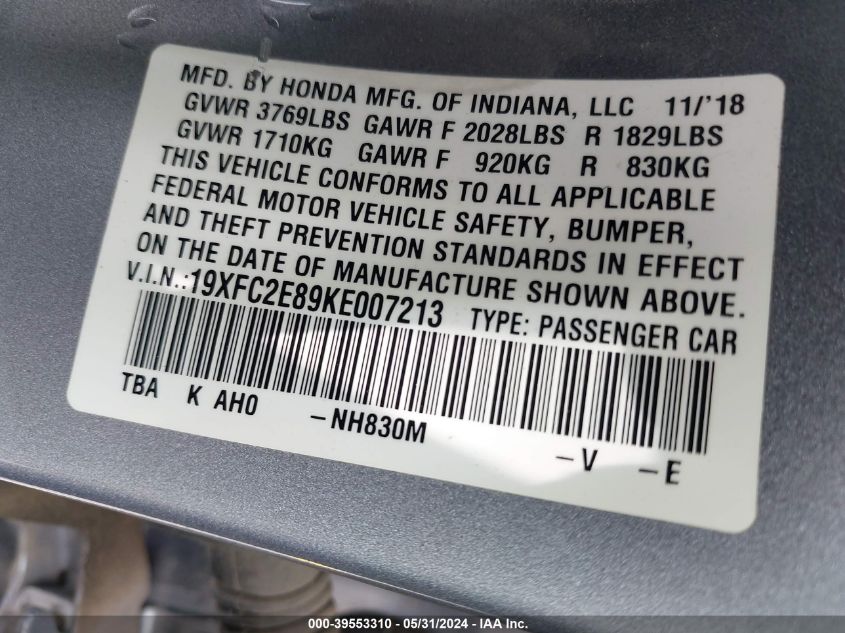 MFD. BY HONDA MFG. OF INDIANA, LLC 11/'18
GVWR 3769LBS GAWR F 2028LBS R 1829LBS
GVWR 1710KG GAWR F 920KG R 830KG
THIS VEHICLE CONFORMS TO ALL APPLICABLE
FEDERAL MOTOR VEHICLE SAFETY, BUMPER,
AND THEFT PREVENTION STANDARDS IN EFFECT
ON THE DATE OF MANUFACTURE SHOWN ABOVE.
V.I.N.:19XFC2E89KE007213 TYPE: PASSENGER CAR
TBA K AH0 -NH830M -V -E
000-39553310 - 05/31/2024 - IAA Inc.